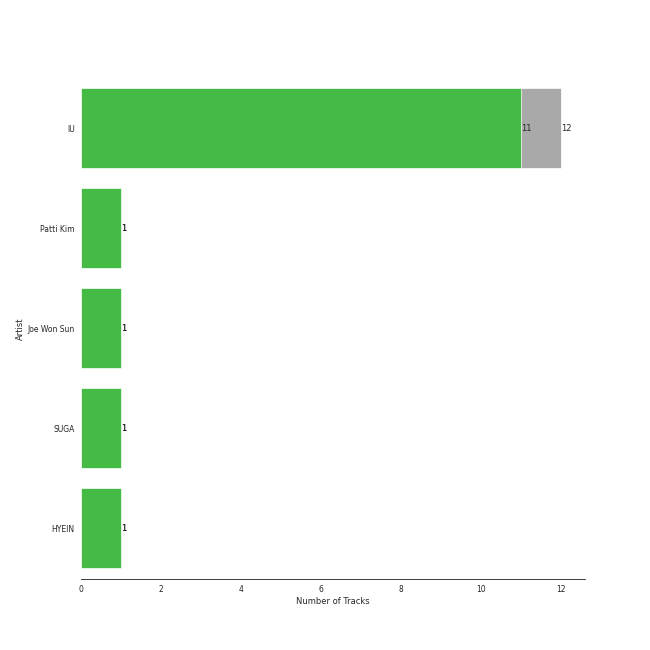 IU
11
12
Patti Kim
1
Joe Won Sun
1
SUGA
1
HYEIN
1
Artist
0 2 4 6 8 10 12
Number of Tracks